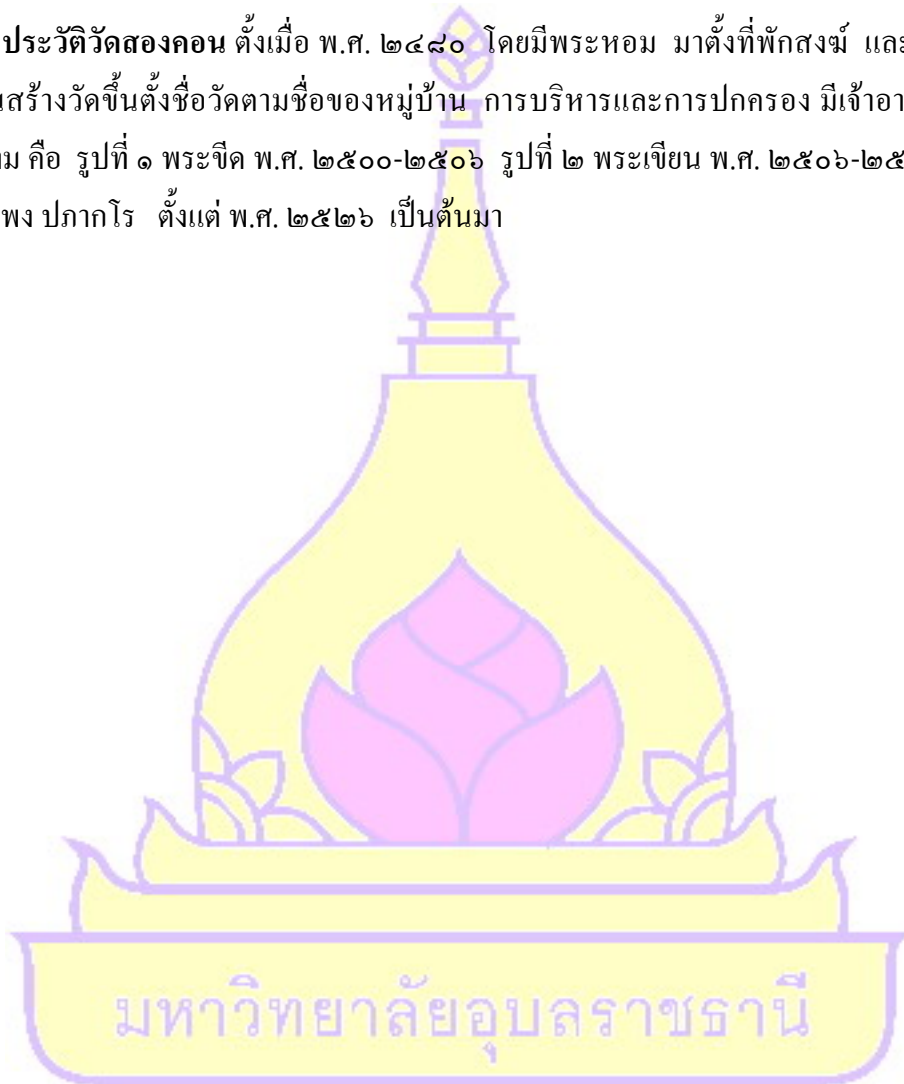 ประวัติวัดสองคอน ตั้งเมื่อ พ.ศ. ๒๔๘๐ โดยมีพระหอม มาตั้งที่พักสงฆ์ และ
สร้างวัดขึ้นตั้งชื่อวัดตามชื่อของหมู่บ้าน การบริหารและการปกครอง มีเจ้าอา
คือ รูปที่ ๑ พระขีด พ.ศ. ๒๕๐๐-๒๕๐๖ รูปที่ ๒ พระเขียน พ.ศ. ๒๕๐๖-๒๕
พง ปภากโร ตั้งแต่ พ.ศ. ๒๕๒๖ เป็นต้นมา
มหาวิทยาลัยอุบลราชธานี